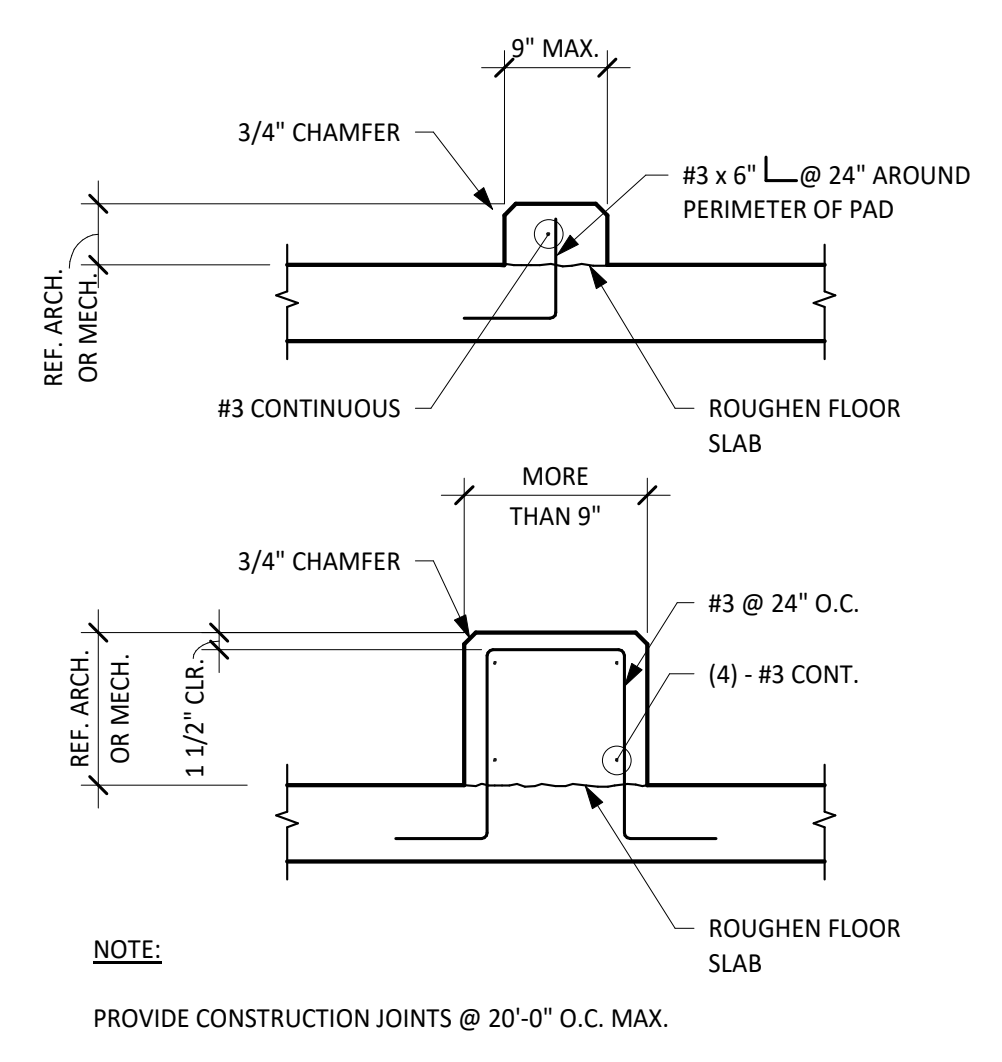 9" MAX.
3/4" CHAMFER
#3 x 6" @ 24" AROUND
PERIMETER OF PAD
REF. ARCH.
OR MECH.
#3 CONTINUOUS
ROUGHEN FLOOR
SLAB
MORE
THAN 9"
3/4" CHAMFER
#3 @ 24" O.C.
(4) - #3 CONT.
REF. ARCH.
OR MECH.
1 1/2" CLR.
ROUGHEN FLOOR
SLAB
NOTE:
PROVIDE CONSTRUCTION JOINTS @ 20'-0" O.C. MAX.